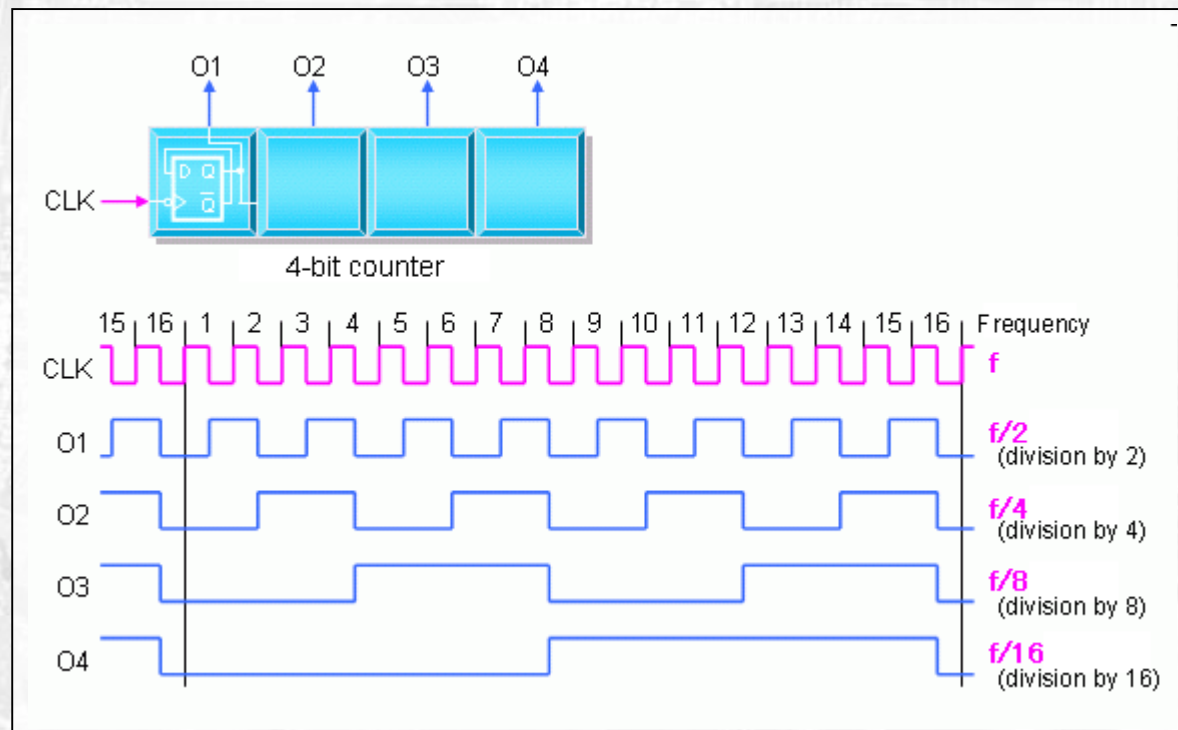 O1 O2 O3 O4
D Q
CLK
Q
4-bit counter
15 16 1 2 3 4 5 6 7 8 9 10 11 12 13 14 15 16 Frequency
CLK f
O1 f/2
(division by 2)
O2 f/4
(division by 4)
O3 f/8
(division by 8)
O4 f/16
(division by 16)